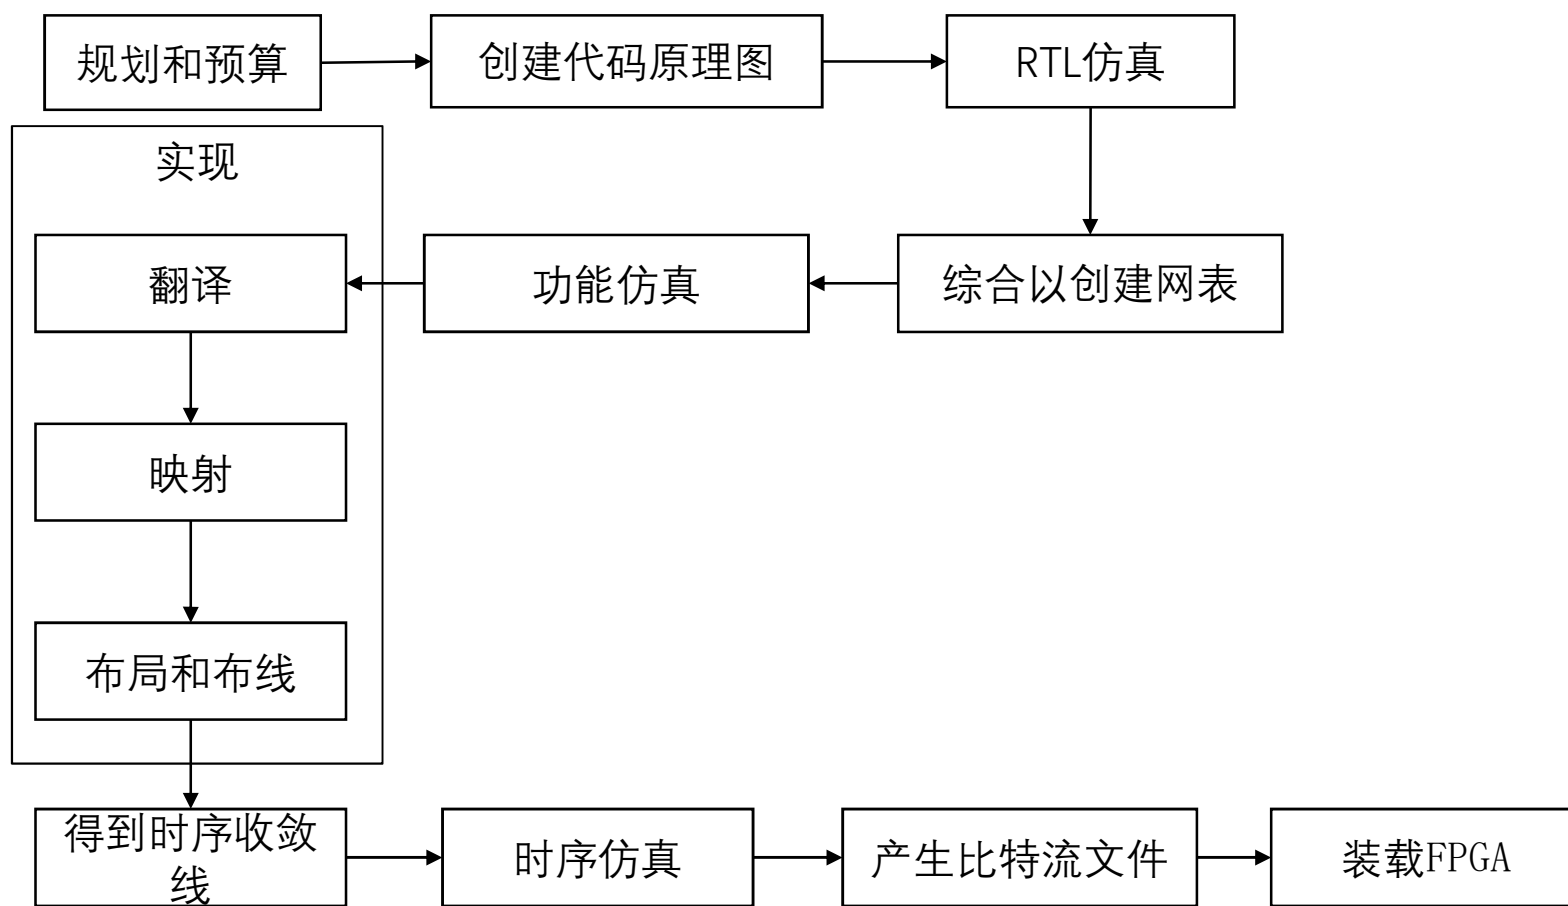 规划和预算
创建代码原理图
RTL仿真
实现
翻译
功能仿真
综合以创建网表
映射
布局和布线
得到时序收敛
线
时序仿真
产生比特流文件
装载FPGA